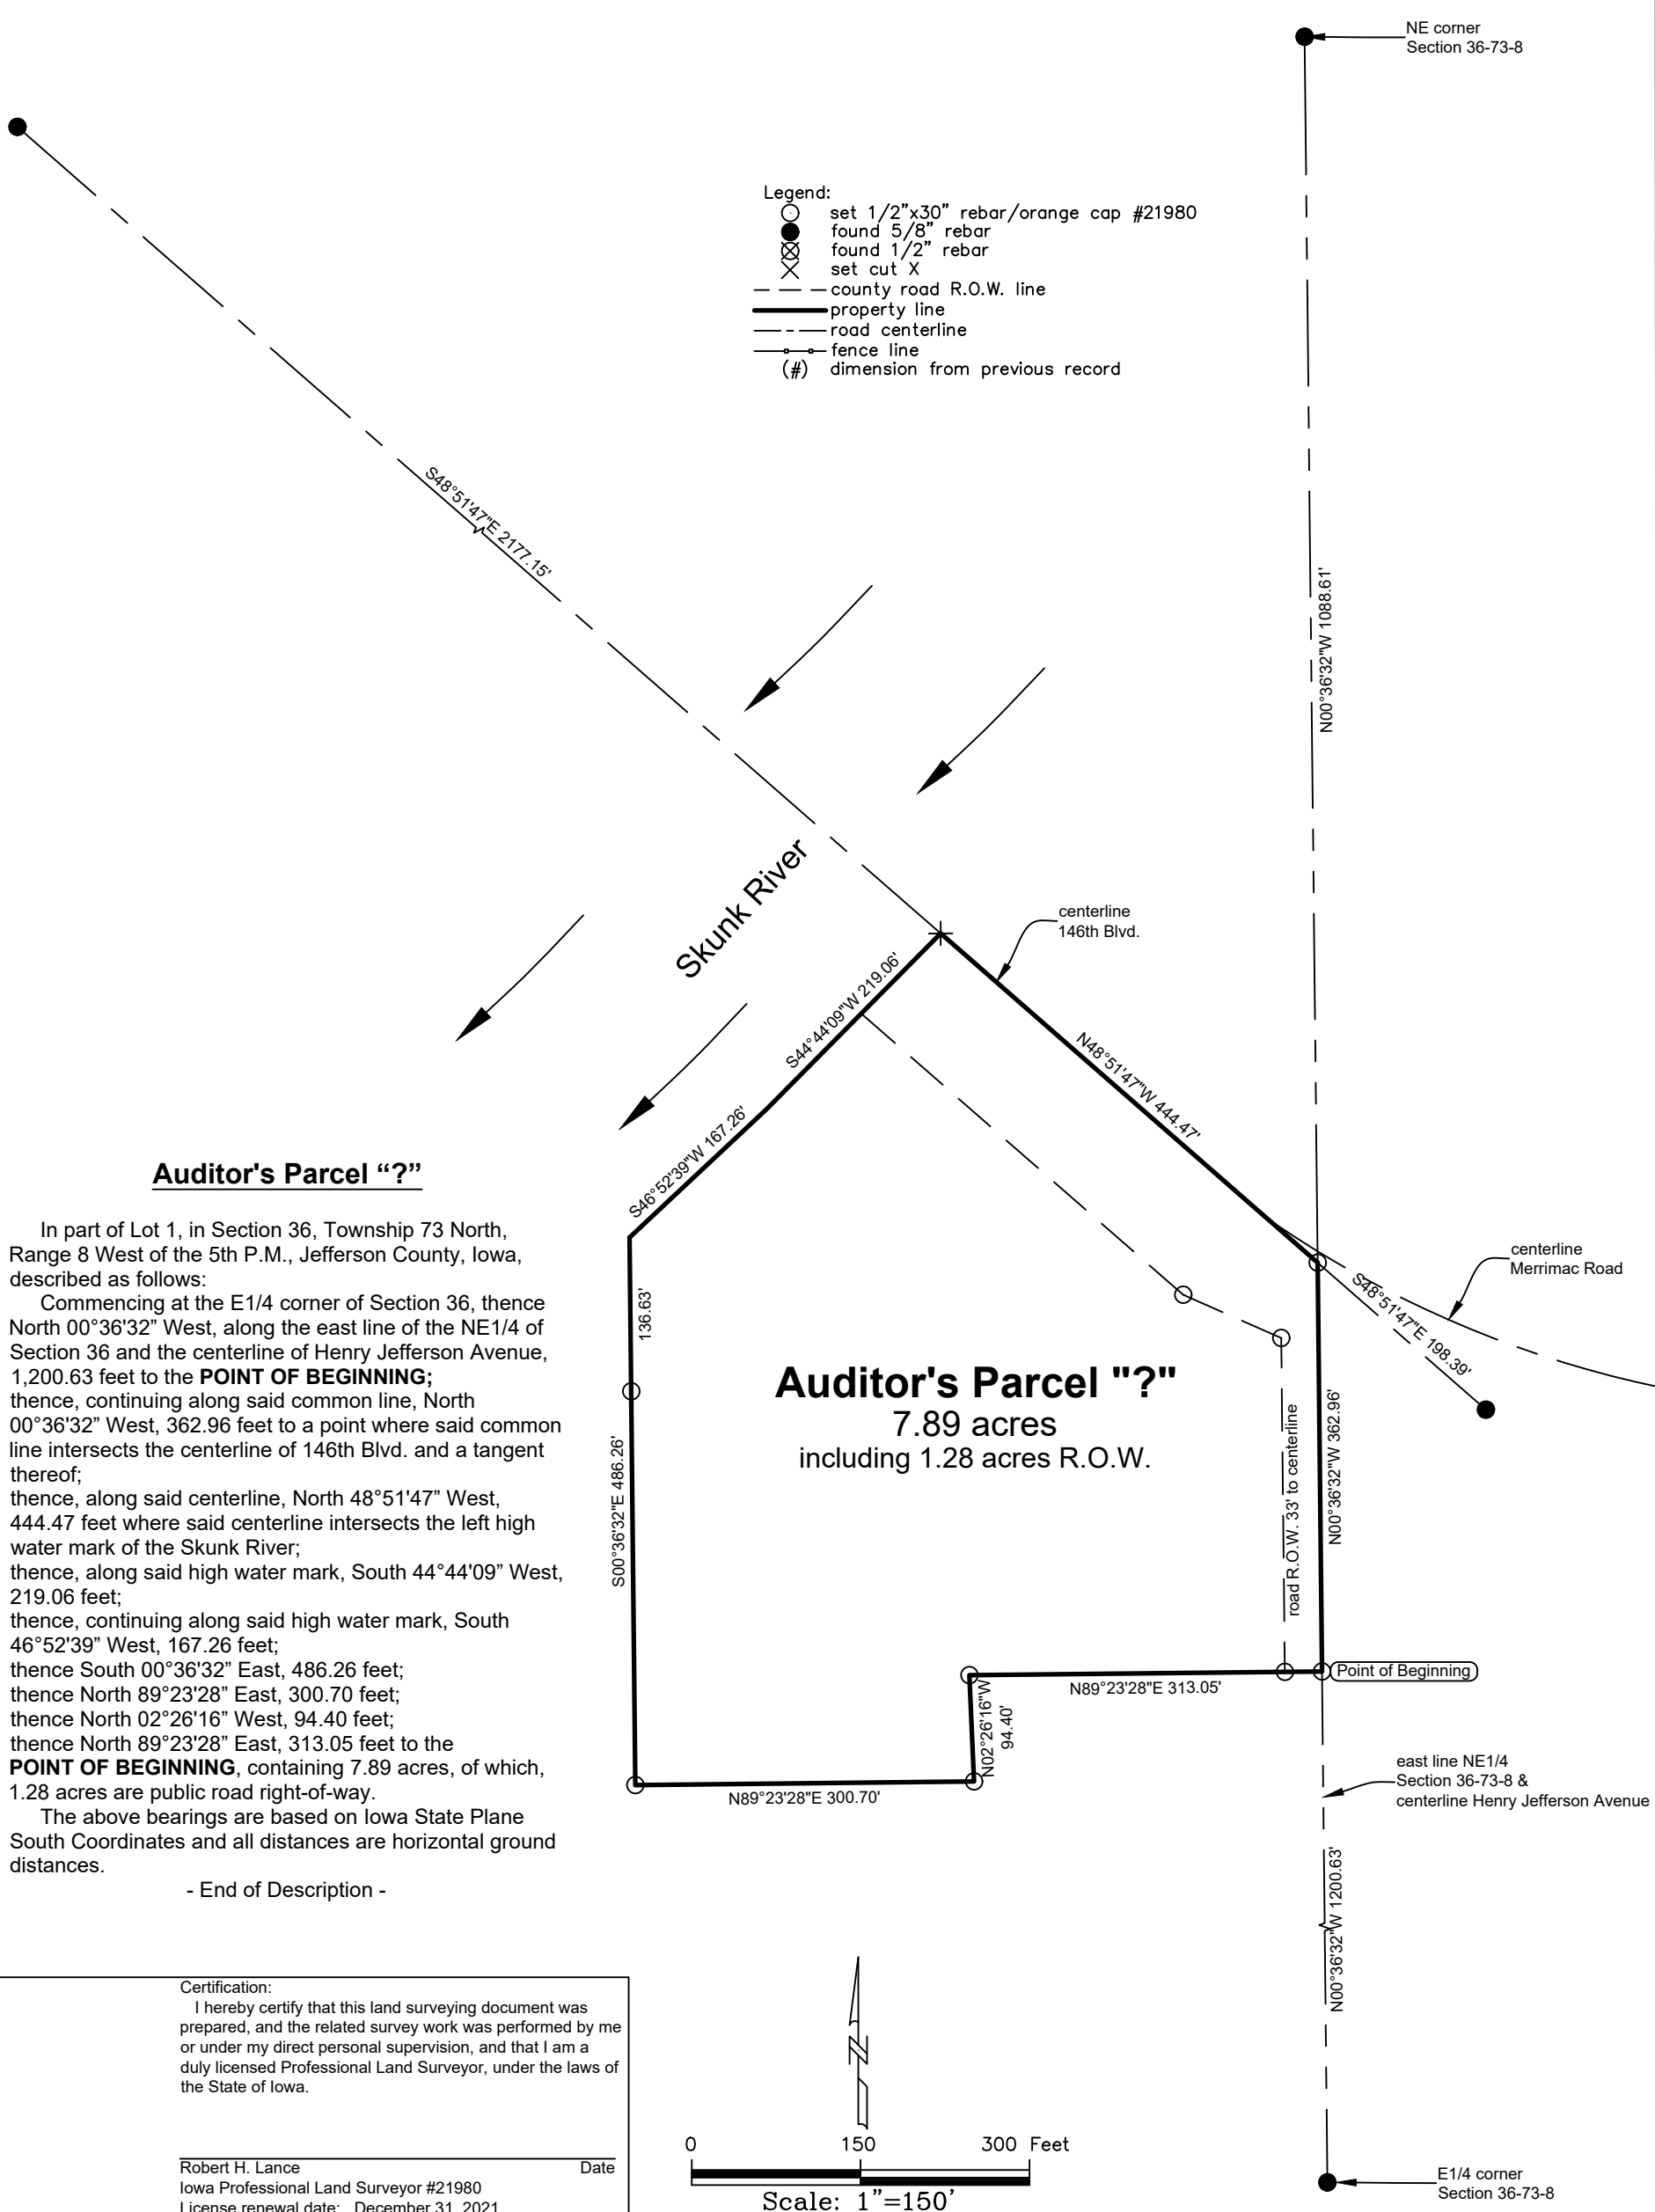 NE corner
Section 36-73-8
Legend:
set 1/2"x30" rebar/orange cap #21980
found 5/8" rebar
found 1/2" rebar
set cut X
county road R.O.W. line
property line
road centerline
fence line
(#) dimension from previous record
S48°51'47"E 2177.15'
N00°36'32"W 1088.61'
Skunk River
centerline
146th Blvd.
S44°44'09"W 219.06'
N48°51'47"W 444.47'
S46°52'39"W 167.26'
centerline
Merrimac Road
S48°51'47"E 198.39'
136.63'
Auditor's Parcel "?"
7.89 acres
including 1.28 acres R.O.W.
S00°36'32"E 486.26'
road R.O.W. 33' to centerline
N00°36'32"W 362.96'
Point of Beginning
N89°23'28"E 313.05'
N02°26'16"W
94.40'
N89°23'28"E 300.70'
east line NE1/4
Section 36-73-8 &
centerline Henry Jefferson Avenue
N00°36'32"W 1200.63'
E1/4 corner
Section 36-73-8
Auditor's Parcel “?”
In part of Lot 1, in Section 36, Township 73 North,
Range 8 West of the 5th P.M., Jefferson County, Iowa,
described as follows:
Commencing at the E1/4 corner of Section 36, thence
North 00°36'32” West, along the east line of the NE1/4 of
Section 36 and the centerline of Henry Jefferson Avenue,
1,200.63 feet to the POINT OF BEGINNING;
thence, continuing along said common line, North
00°36'32” West, 362.96 feet to a point where said common
line intersects the centerline of 146th Blvd. and a tangent
thereof;
thence, along said centerline, North 48°51'47” West,
444.47 feet where said centerline intersects the left high
water mark of the Skunk River;
thence, along said high water mark, South 44°44'09” West,
219.06 feet;
thence, continuing along said high water mark, South
46°52'39” West, 167.26 feet;
thence South 00°36'32” East, 486.26 feet;
thence North 89°23'28” East, 300.70 feet;
thence North 02°26'16” West, 94.40 feet;
thence North 89°23'28” East, 313.05 feet to the
POINT OF BEGINNING, containing 7.89 acres, of which,
1.28 acres are public road right-of-way.
The above bearings are based on Iowa State Plane
South Coordinates and all distances are horizontal ground
distances.
- End of Description -
Certification:
I hereby certify that this land surveying document was
prepared, and the related survey work was performed by me
or under my direct personal supervision, and that I am a
duly licensed Professional Land Surveyor, under the laws of
the State of Iowa.
Robert H. Lance Date
Iowa Professional Land Surveyor #21980
License renewal date: December 31, 2021
N
0 150 300 Feet
Scale: 1"=150'